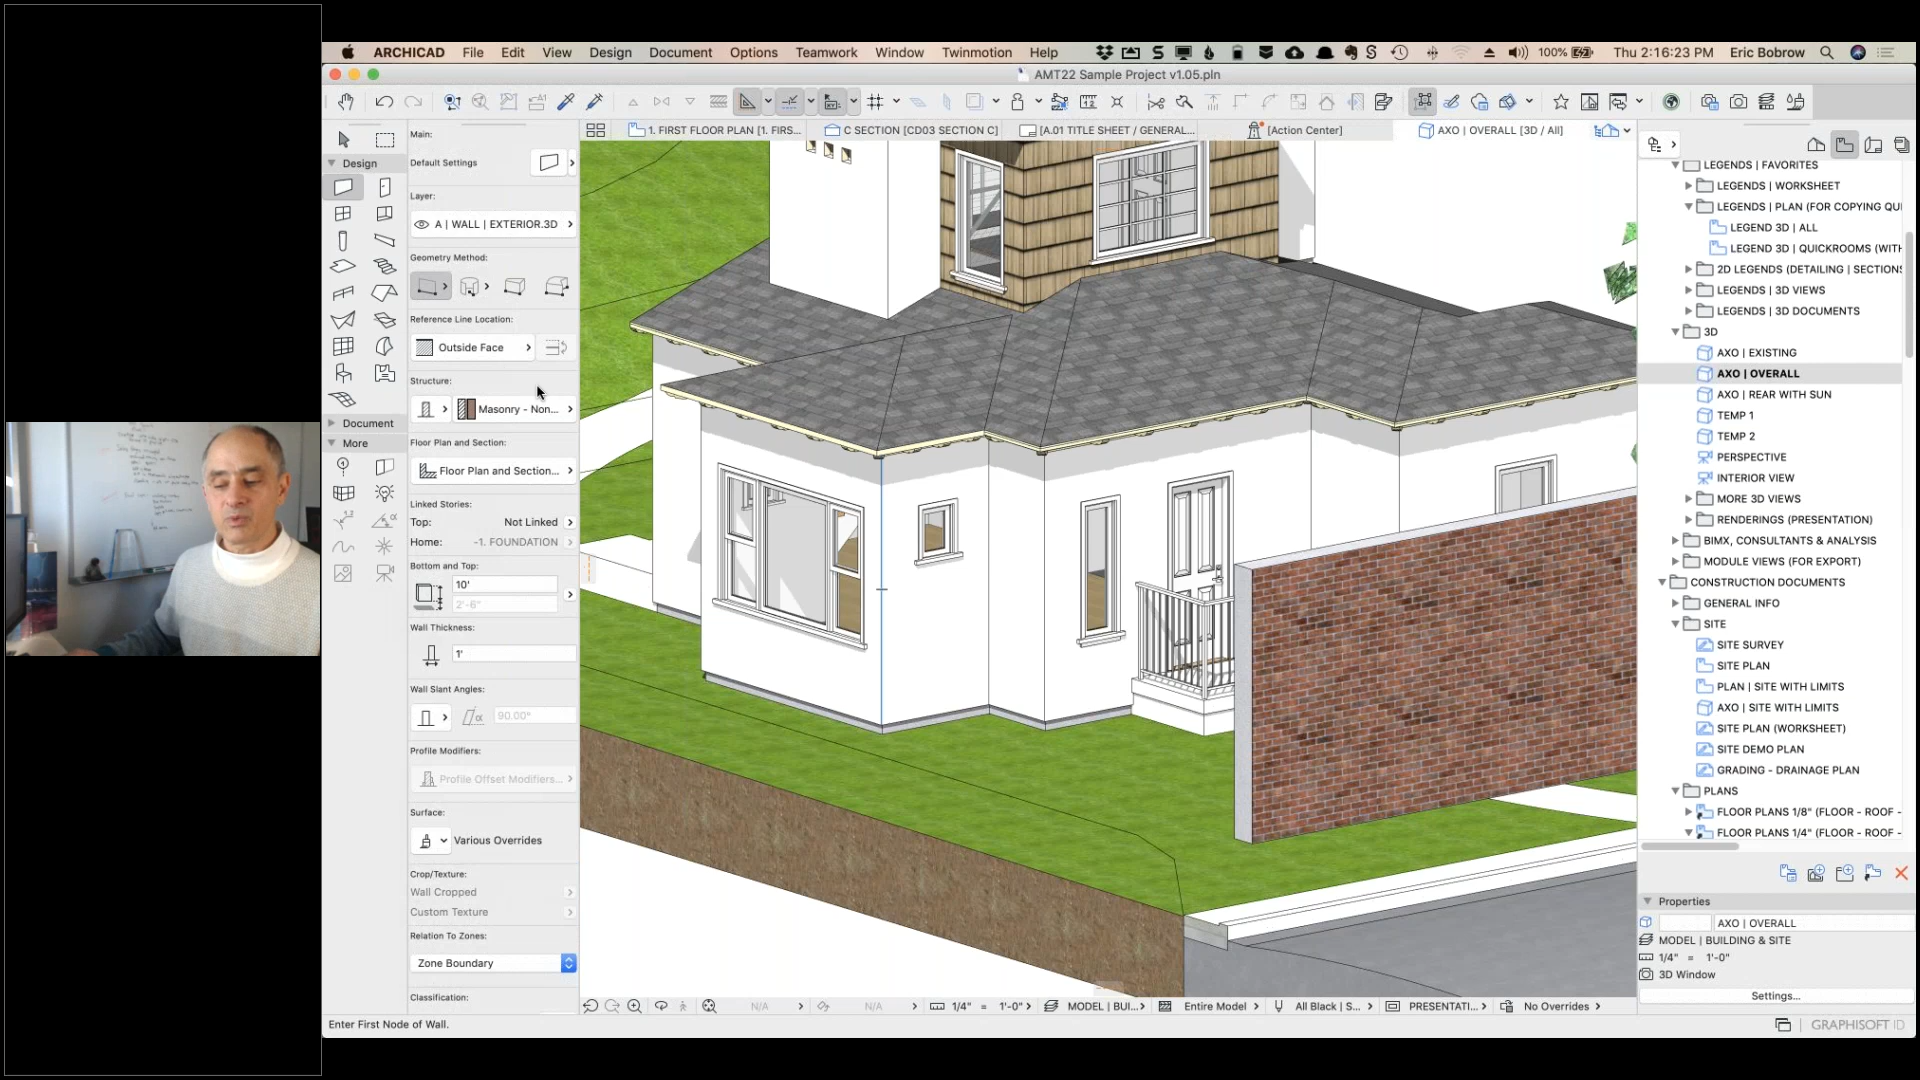 ARCHICAD File Edit View Design Document Options Teamwork Window Twinmotion Help 100% Thu 2:16:23 PM Eric Bobrow
AMT22 Sample Project v1.05.pln
1. FIRST FLOOR PLAN [1. FIRS... C SECTION [CD03 SECTION C] [A.01 TITLE SHEET / GENERAL... [Action Center] AXO | OVERALL [3D / All]
Main:
Default Settings
Layer:
A | WALL | EXTERIOR.3D
Geometry Method:
Reference Line Location:
Outside Face
Structure:
Masonry - Non...
Floor Plan and Section:
Floor Plan and Section...
Linked Stories:
Top: Not Linked
Home: -1. FOUNDATION
Bottom and Top:
10'
2'-6"
Wall Thickness:
1'
Wall Slant Angles:
90.00°
Profile Modifiers:
Profile Offset Modifiers...
Surface:
Various Overrides
Crop/Texture:
Wall Cropped
Custom Texture
Relation To Zones:
Zone Boundary
Classification:
Design
Document
More
LEGENDS | FAVORITES
LEGENDS | WORKSHEET
LEGENDS | PLAN (FOR COPYING QU
LEGEND 3D | ALL
LEGEND 3D | QUICKROOMS (WITH
2D LEGENDS (DETAILING | SECTIONS
LEGENDS | 3D VIEWS
LEGENDS | 3D DOCUMENTS
3D
AXO | EXISTING
AXO | OVERALL
AXO | REAR WITH SUN
TEMP 1
TEMP 2
PERSPECTIVE
INTERIOR VIEW
MORE 3D VIEWS
RENDERINGS (PRESENTATION)
BIMX, CONSULTANTS & ANALYSIS
MODULE VIEWS (FOR EXPORT)
CONSTRUCTION DOCUMENTS
GENERAL INFO
SITE
SITE SURVEY
SITE PLAN
PLAN | SITE WITH LIMITS
AXO | SITE WITH LIMITS
SITE PLAN (WORKSHEET)
SITE DEMO PLAN
GRADING - DRAINAGE PLAN
PLANS
FLOOR PLANS 1/8" (FLOOR - ROOF -
FLOOR PLANS 1/4" (FLOOR - ROOF -
Properties
AXO | OVERALL
MODEL | BUILDING & SITE
1/4" = 1'-0"
3D Window
Settings...
N/A N/A 1/4" = 1'-0" MODEL | BUI... Entire Model All Black | S... PRESENTATI... No Overrides
Enter First Node of Wall.
GRAPHISOFT ID